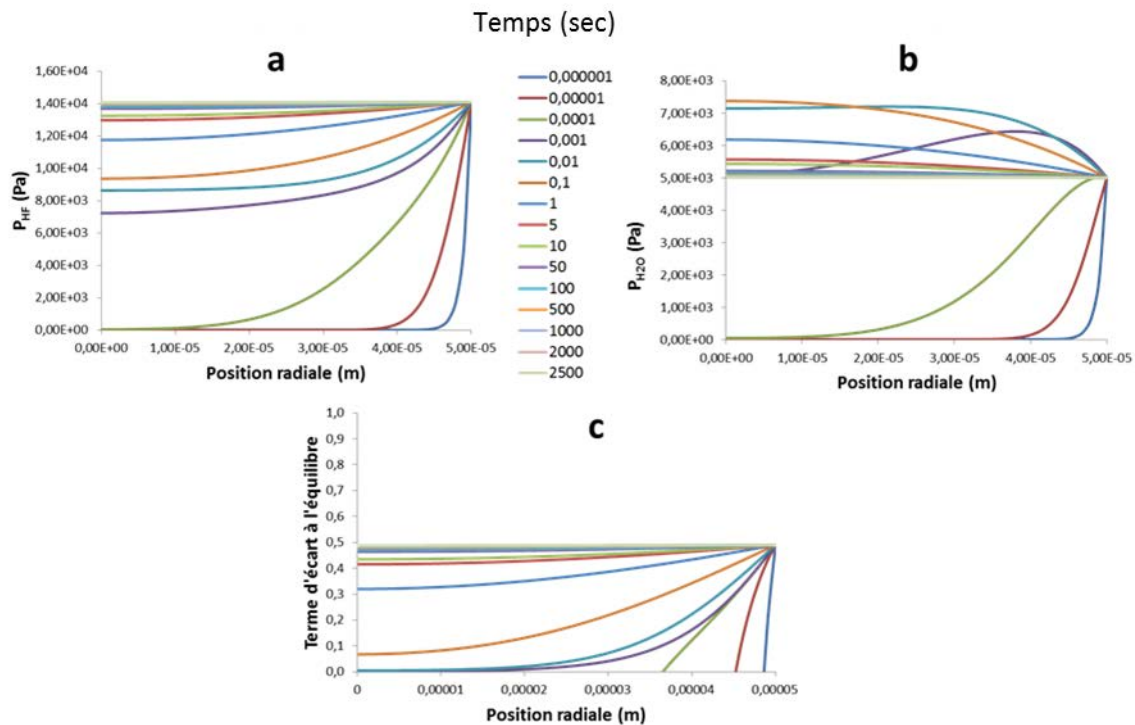 Temps (sec)
a
1,60E+04
1,40E+04
1,20E+04
1,00E+04
8,00E+03
6,00E+03
4,00E+03
2,00E+03
0,00E+00
P_HF (Pa)
0,00E+00 1,00E-05 2,00E-05 3,00E-05 4,00E-05 5,00E-05
Position radiale (m)
0,000001
0,00001
0,0001
0,001
0,01
0,1
1
5
10
50
100
500
1000
2000
2500
b
8,00E+03
7,00E+03
6,00E+03
5,00E+03
4,00E+03
3,00E+03
2,00E+03
1,00E+03
0,00E+00
P_H2O (Pa)
0,00E+00 1,00E-05 2,00E-05 3,00E-05 4,00E-05 5,00E-05
Position radiale (m)
c
1,0
0,9
0,8
0,7
0,6
0,5
0,4
0,3
0,2
0,1
0,0
Terme d'écart à l'équilibre
0 0,00001 0,00002 0,00003 0,00004 0,00005
Position radiale (m)